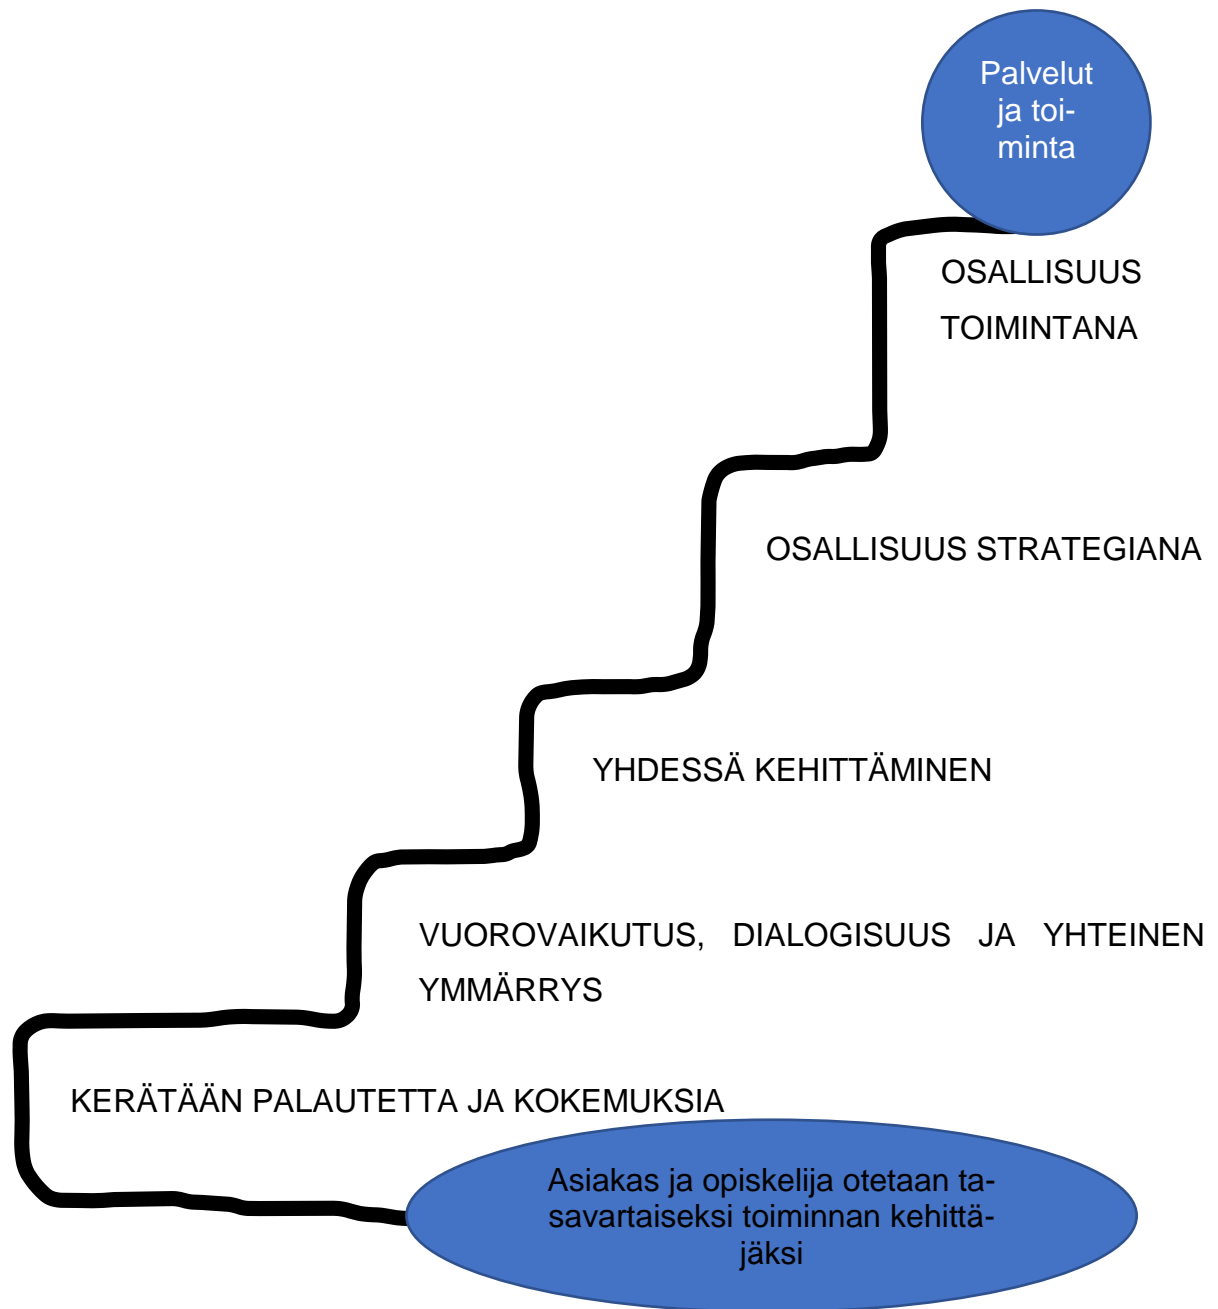 Palvelut
ja toi-
minta
OSALLISUUS
TOIMINTANA
OSALLISUUS STRATEGIANA
YHDESSÄ KEHITTÄMINEN
VUOROVAIKUTUS, DIALOGISUUS JA YHTEINEN
YMMÄRRYS
KERÄTÄÄN PALAUTETTA JA KOKEMUKSIA
Asiakas ja opiskelija otetaan ta-
savartaiseksi toiminnan kehittä-
jäksi